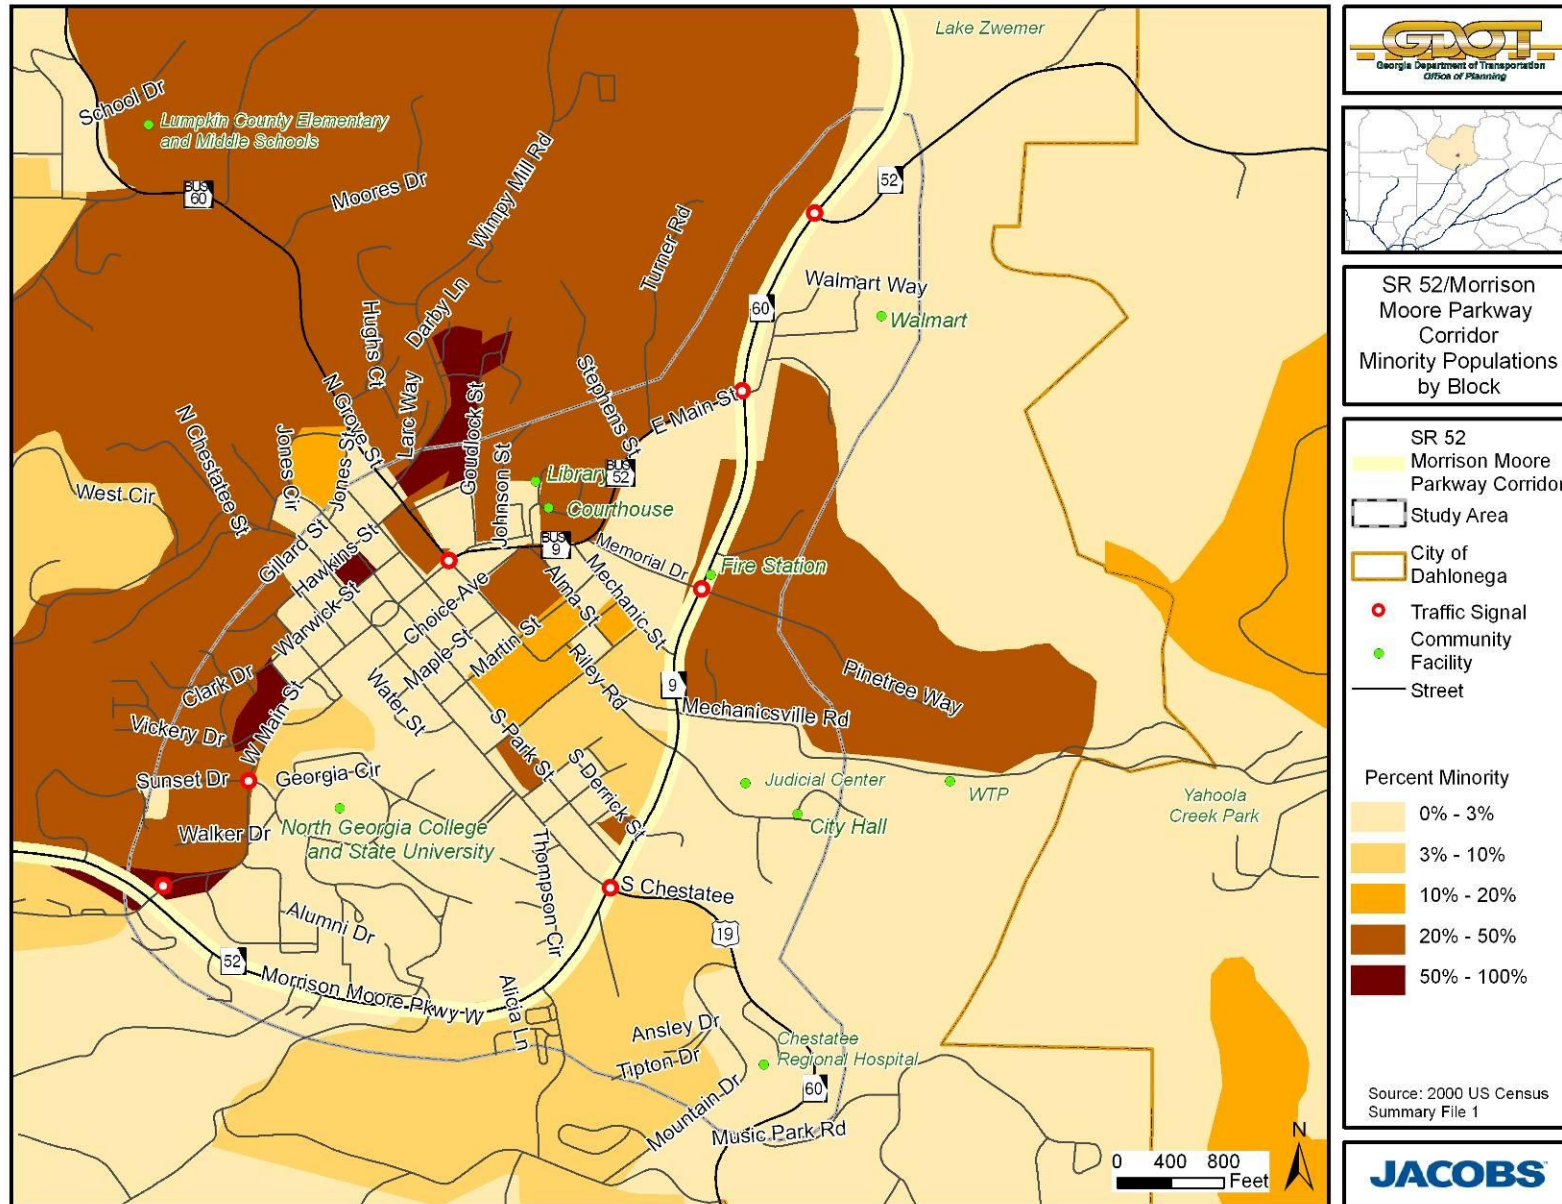 Lake Zwemer
School Dr
Lumpkin County Elementary
and Middle Schools
BUS
60
Moores Dr
Wimpy Mill Rd
Turner Rd
52
60
Walmart Way
Walmart
Darby Ln
Hughs Ct
Larc Way
Goudlock St
Stephens St
E Main St
N Grove St
N Chestatee St
Jones Cir
Jones St
West Cir
Johnson St
Library
BUS
52
Courthouse
BUS
9
Memorial Dr
Fire Station
Gillard St
Hawkins St
Warwick St
Choice Ave
Alma St
Mechanic St
Maple St
Martin St
Riley Rd
Pinetree Way
9
Mechanicsville Rd
Clark Dr
Water St
Vickery Dr
W Main St
S Park St
S Derrick St
Sunset Dr
Georgia Cir
Judicial Center
WTP
City Hall
Yahoola
Creek Park
Walker Dr
North Georgia College
and State University
Thompson Cir
S Chestatee
19
Alumni Dr
52
Morrison Moore Pkwy W
Alicia Ln
Ansley Dr
Tipton Dr
Chestatee
Regional Hospital
60
Mountain Dr
Music Park Rd
N
0 400 800
Feet
GDOT
Georgia Department of Transportation
Office of Planning
SR 52/Morrison
Moore Parkway
Corridor
Minority Populations
by Block
SR 52
Morrison Moore
Parkway Corridor
Study Area
City of
Dahlonega
Traffic Signal
Community
Facility
Street
Percent Minority
0% - 3%
3% - 10%
10% - 20%
20% - 50%
50% - 100%
Source: 2000 US Census
Summary File 1
JACOBS